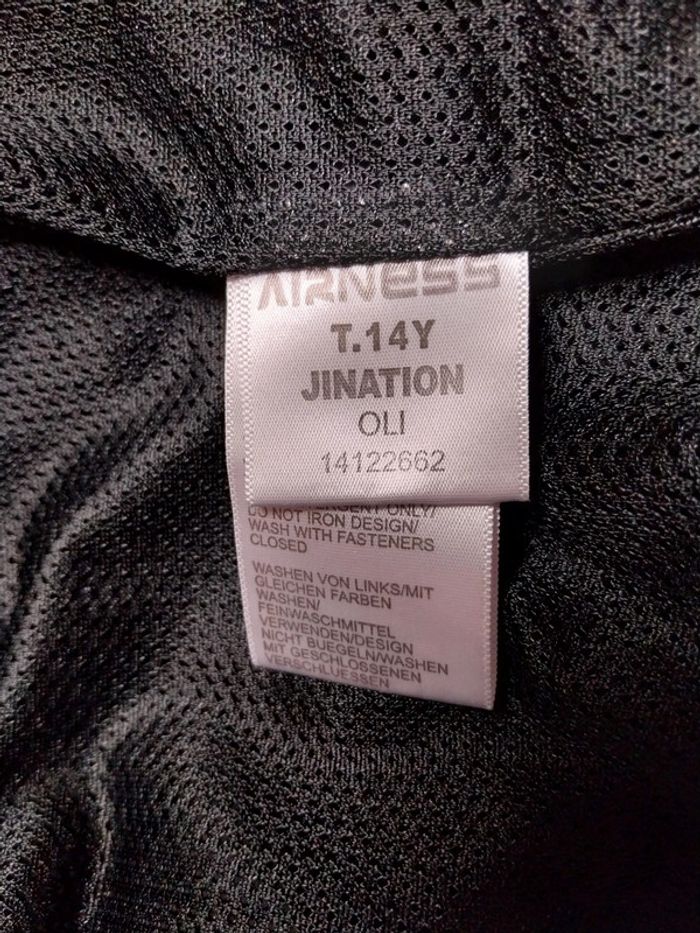 AIRNESS
T.14Y
JINATION
OLI
14122662
ONLY/
DO NOT IRON DESIGN/
WASH WITH FASTENERS
CLOSED
WASHEN VON LINKS/MIT
GLEICHEN FARBEN
WASHEN/
FEINWASCHMITTEL
VERWENDEN/DESIGN
NICHT BUEGELN/WASHEN
MIT GESCHLOSSENEN
VERSCHLUESSEN